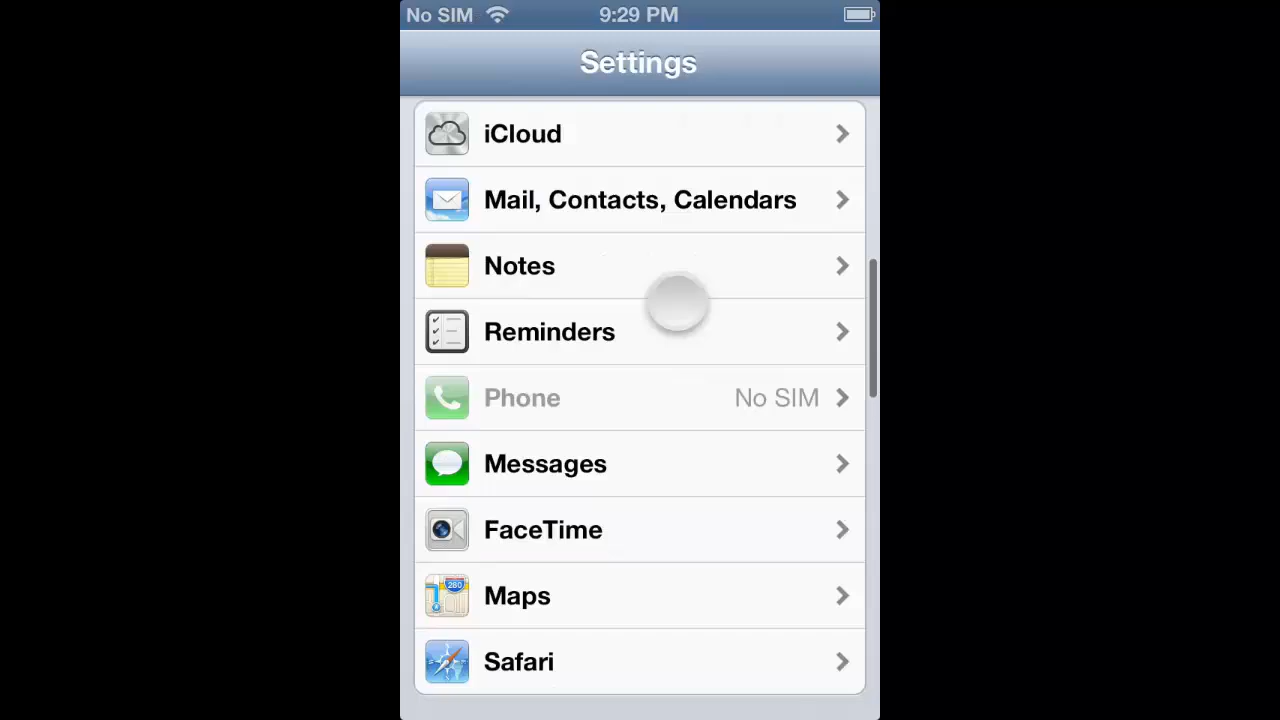 No SIM 9:29 PM
Settings
iCloud
Mail, Contacts, Calendars
Notes
Reminders
Phone No SIM
Messages
FaceTime
280
Maps
Safari